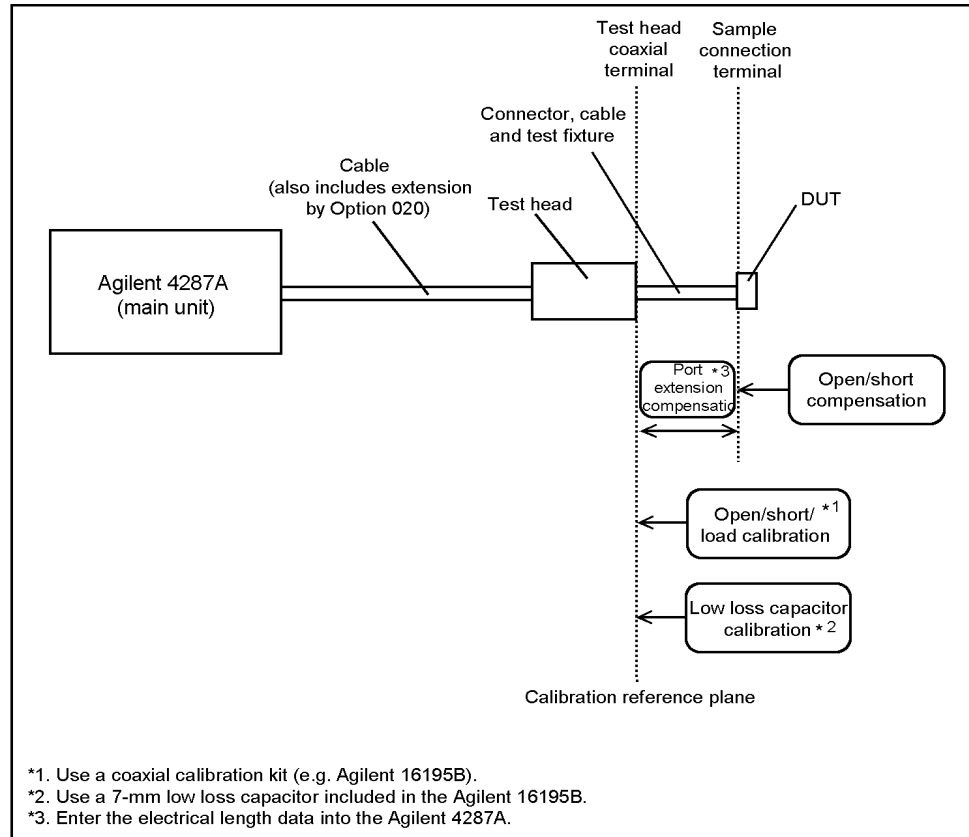 Test head
coaxial
terminal
Sample
connection
terminal
Connector, cable
and test fixture
Cable
(also includes extension
by Option 020)
Test head
DUT
Agilent 4287A
(main unit)
Port *3
extension
compensatic
Open/short
compensation
Open/short/ *1
load calibration
Low loss capacitor
calibration *2
Calibration reference plane
*1. Use a coaxial calibration kit (e.g. Agilent 16195B).
*2. Use a 7-mm low loss capacitor included in the Agilent 16195B.
*3. Enter the electrical length data into the Agilent 4287A.